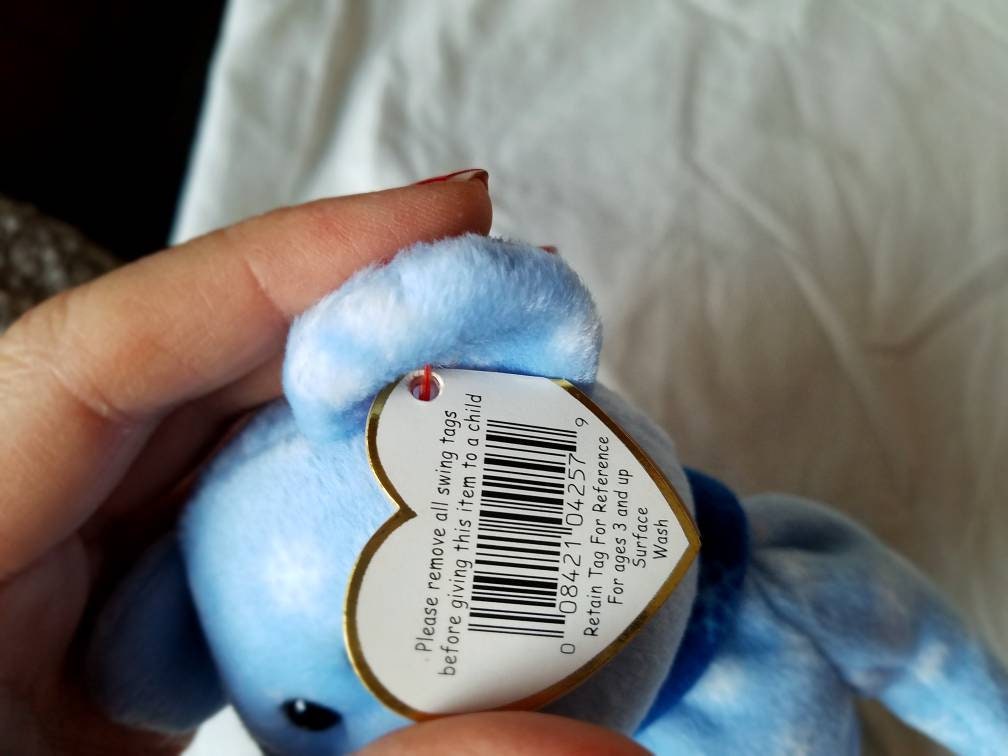 Please remove all swing tags
before giving this item to a child
0 08421 04257 9
Retain Tag For Reference
For ages 3 and up
Surface
Wash